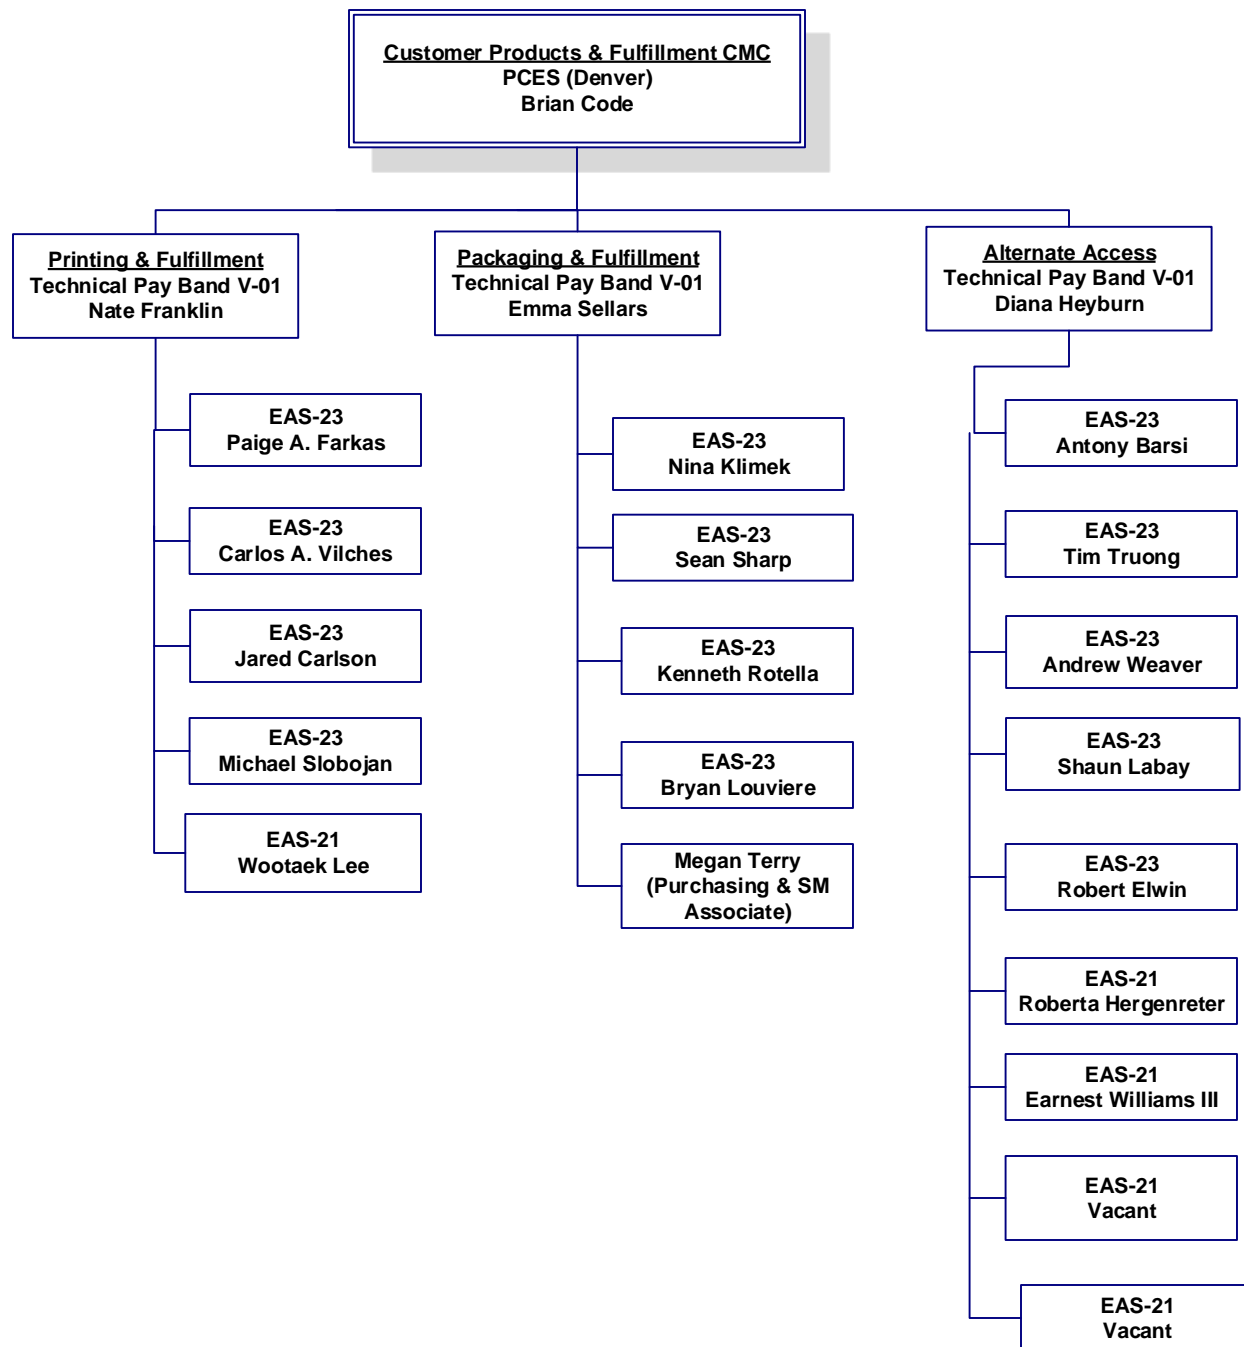 Customer Products & Fulfillment CMC
PCES (Denver)
Brian Code
Printing & Fulfillment
Technical Pay Band V-01
Nate Franklin
Packaging & Fulfillment
Technical Pay Band V-01
Emma Sellars
Alternate Access
Technical Pay Band V-01
Diana Heyburn
EAS-23
Paige A. Farkas
EAS-23
Carlos A. Vilches
EAS-23
Jared Carlson
EAS-23
Michael Slobojan
EAS-21
Wootaek Lee
EAS-23
Nina Klimek
EAS-23
Sean Sharp
EAS-23
Kenneth Rotella
EAS-23
Bryan Louviere
Megan Terry
(Purchasing & SM
Associate)
EAS-23
Antony Barsi
EAS-23
Tim Truong
EAS-23
Andrew Weaver
EAS-23
Shaun Labay
EAS-23
Robert Elwin
EAS-21
Roberta Hergenreter
EAS-21
Earnest Williams III
EAS-21
Vacant
EAS-21
Vacant